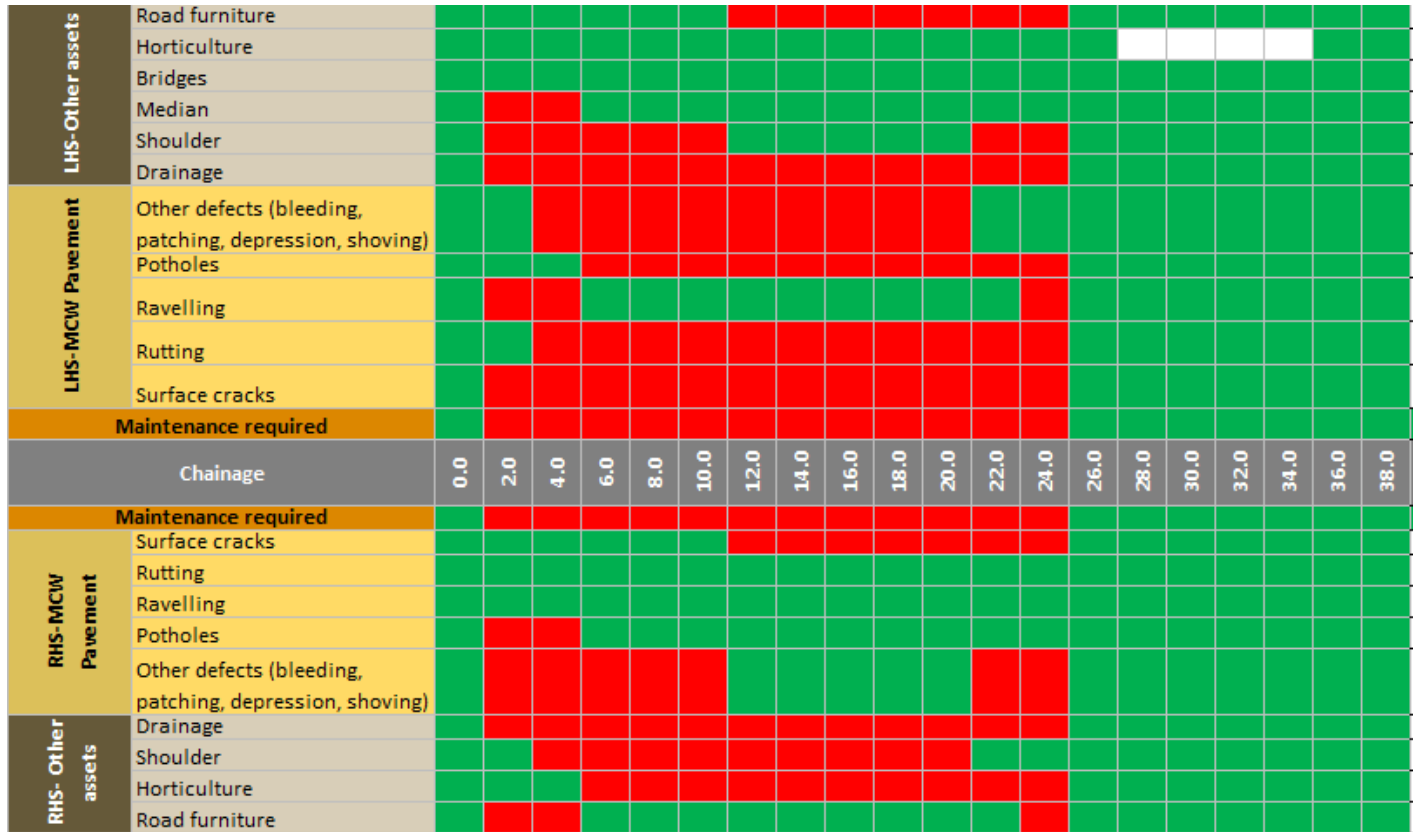 LHS-Other assets
Road furniture
Horticulture
Bridges
Median
Shoulder
Drainage
LHS-MCW Pavement
Other defects (bleeding,
patching, depression, shoving)
Potholes
Ravelling
Rutting
Surface cracks
Maintenance required
Chainage 0.0 2.0 4.0 6.0 8.0 10.0 12.0 14.0 16.0 18.0 20.0 22.0 24.0 26.0 28.0 30.0 32.0 34.0 36.0 38.0
Maintenance required
RHS-MCW
Pavement
Surface cracks
Rutting
Ravelling
Potholes
Other defects (bleeding,
patching, depression, shoving)
RHS- Other
assets
Drainage
Shoulder
Horticulture
Road furniture